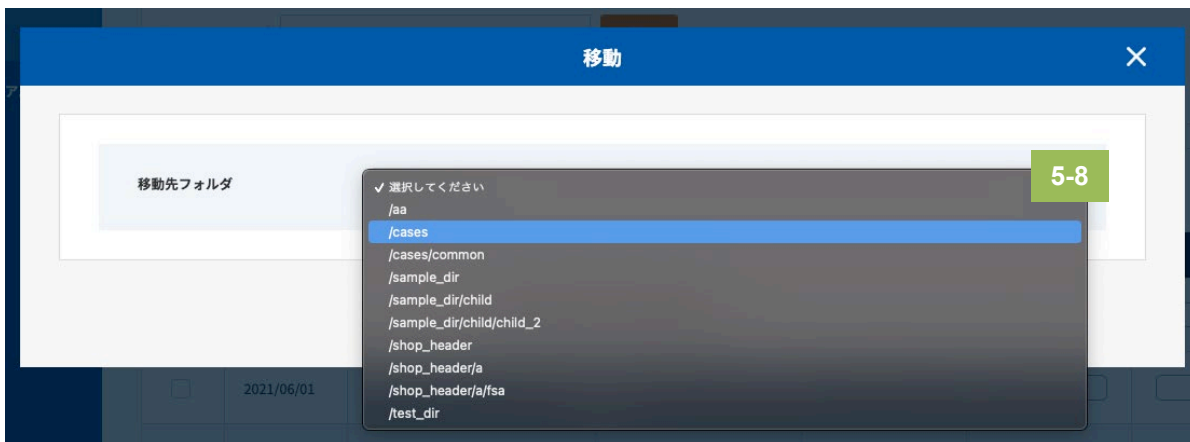 移動
ア
移動先フォルダ
5-8
✓ 選択してください
/aa
/cases
/cases/common
/sample_dir
/sample_dir/child
/sample_dir/child/child_2
/shop_header
/shop_header/a
/shop_header/a/fsa
/test_dir
2021/06/01